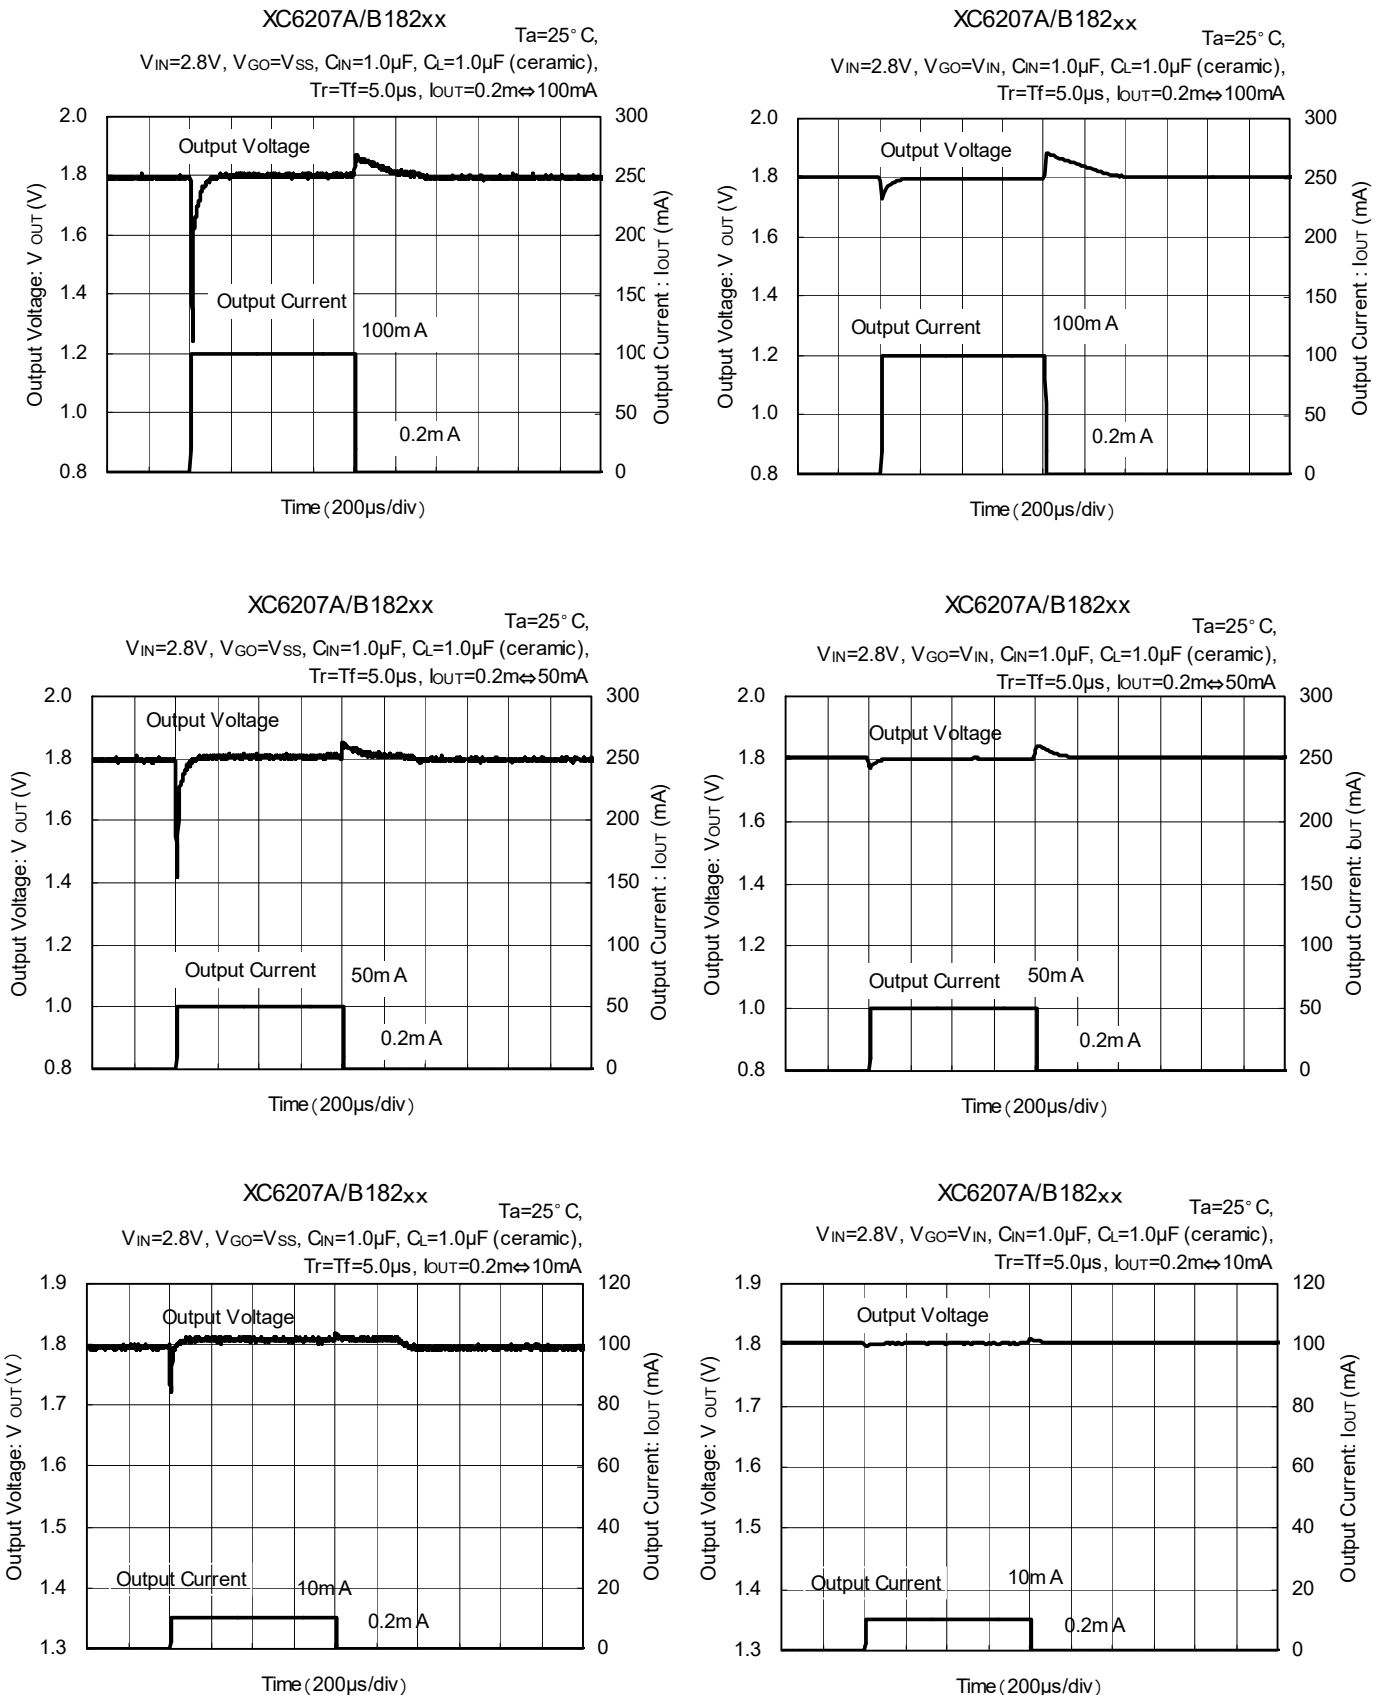 XC6207A/B182xx
Ta=25°C,
VIN=2.8V, VGO=VSS, CIN=1.0µF, CL=1.0µF (ceramic),
Tr=Tf=5.0µs, IOUT=0.2m⇔100mA
2.0
1.8
1.6
1.4
1.2
1.0
0.8
Output Voltage: V OUT (V)
Output Voltage
Output Current
100mA
0.2mA
300
250
200
150
100
50
0
Output Current : IOUT (mA)
Time (200µs/div)
XC6207A/B182xx
Ta=25°C,
VIN=2.8V, VGO=VIN, CIN=1.0µF, CL=1.0µF (ceramic),
Tr=Tf=5.0µs, IOUT=0.2m⇔100mA
2.0
1.8
1.6
1.4
1.2
1.0
0.8
Output Voltage: V OUT (V)
Output Voltage
Output Current
100mA
0.2mA
300
250
200
150
100
50
0
Output Current : IOUT (mA)
Time (200µs/div)
XC6207A/B182xx
Ta=25°C,
VIN=2.8V, VGO=VSS, CIN=1.0µF, CL=1.0µF (ceramic),
Tr=Tf=5.0µs, IOUT=0.2m⇔50mA
2.0
1.8
1.6
1.4
1.2
1.0
0.8
Output Voltage: V OUT (V)
Output Voltage
Output Current
50mA
0.2mA
300
250
200
150
100
50
0
Output Current : IOUT (mA)
Time (200µs/div)
XC6207A/B182xx
Ta=25°C,
VIN=2.8V, VGO=VIN, CIN=1.0µF, CL=1.0µF (ceramic),
Tr=Tf=5.0µs, IOUT=0.2m⇔50mA
2.0
1.8
1.6
1.4
1.2
1.0
0.8
Output Voltage: VOUT (V)
Output Voltage
Output Current
50mA
0.2mA
300
250
200
150
100
50
0
Output Current: IOUT (mA)
Time (200µs/div)
XC6207A/B182xx
Ta=25°C,
VIN=2.8V, VGO=VSS, CIN=1.0µF, CL=1.0µF (ceramic),
Tr=Tf=5.0µs, IOUT=0.2m⇔10mA
1.9
1.8
1.7
1.6
1.5
1.4
1.3
Output Voltage: V OUT (V)
Output Voltage
Output Current
10mA
0.2mA
120
100
80
60
40
20
0
Output Current: IOUT (mA)
Time (200µs/div)
XC6207A/B182xx
Ta=25°C,
VIN=2.8V, VGO=VIN, CIN=1.0µF, CL=1.0µF (ceramic),
Tr=Tf=5.0µs, IOUT=0.2m⇔10mA
1.9
1.8
1.7
1.6
1.5
1.4
1.3
Output Voltage: V OUT (V)
Output Voltage
Output Current
10mA
0.2mA
120
100
80
60
40
20
0
Output Current: IOUT (mA)
Time (200µs/div)